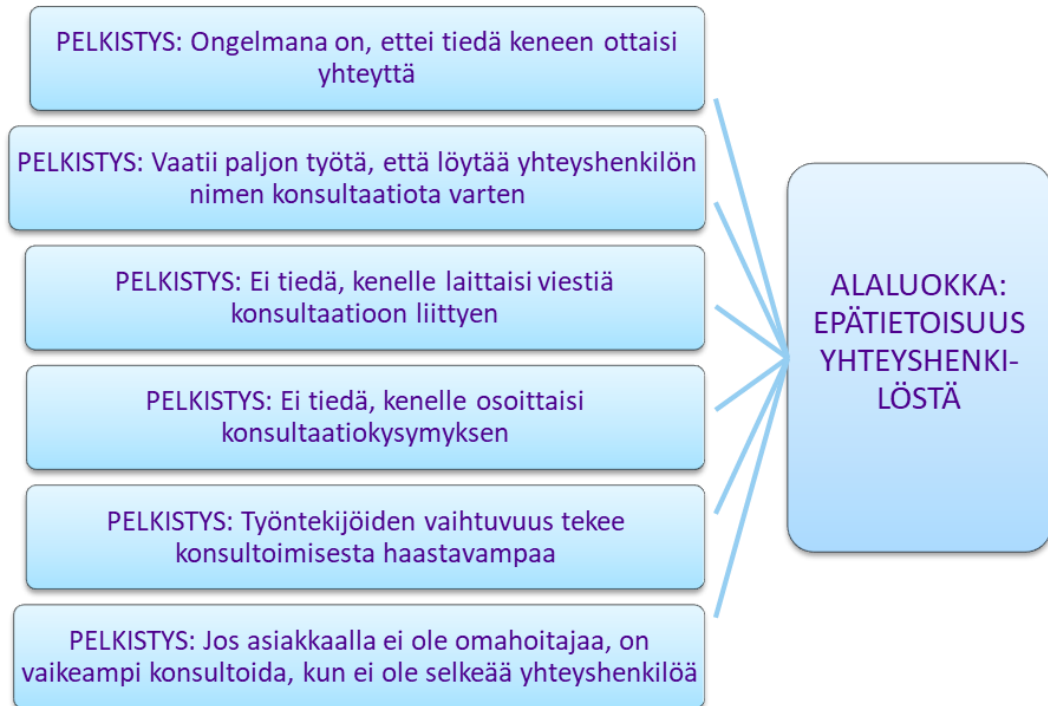 PELKISTYS: Ongelmana on, ettei tiedä keneen ottaisi
yhteyttä
PELKISTYS: Vaatii paljon työtä, että löytää yhteyshenkilön
nimen konsultaatiota varten
PELKISTYS: Ei tiedä, kenelle laittaisi viestiä
konsultaatioon liittyen
PELKISTYS: Ei tiedä, kenelle osoittaisi
konsultaatiokysymyksen
PELKISTYS: Työntekijöiden vaihtuvuus tekee
konsultoimisesta haastavampaa
PELKISTYS: Jos asiakkaalla ei ole omahoitajaa, on
vaikeampi konsultoida, kun ei ole selkeää yhteyshenkilöä
ALALUOKKA:
EPÄTIETOISUUS
YHTEYSHENKI-
LÖSTÄ